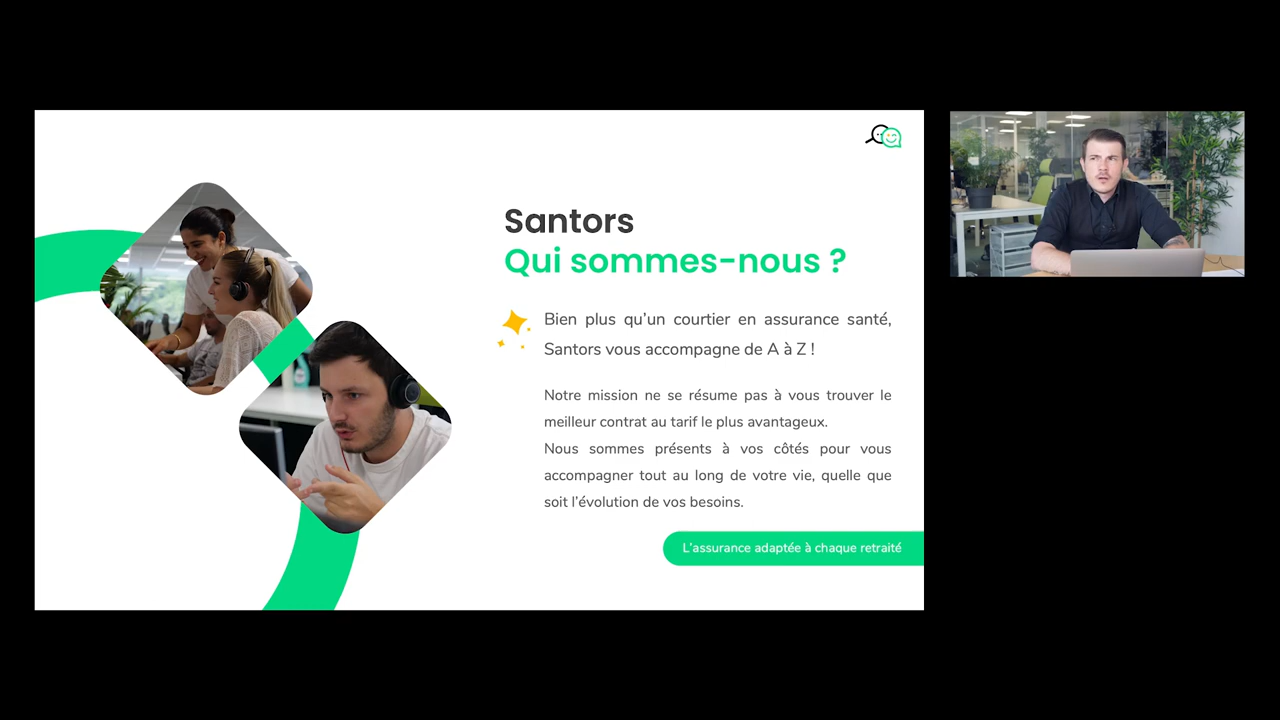 Santors
Qui sommes-nous ?
Bien plus qu'un courtier en assurance santé,
Santors vous accompagne de A à Z !
Notre mission ne se résume pas à vous trouver le
meilleur contrat au tarif le plus avantageux.
Nous sommes présents à vos côtés pour vous
accompagner tout au long de votre vie, quelle que
soit l'évolution de vos besoins.
L'assurance adaptée à chaque retraité